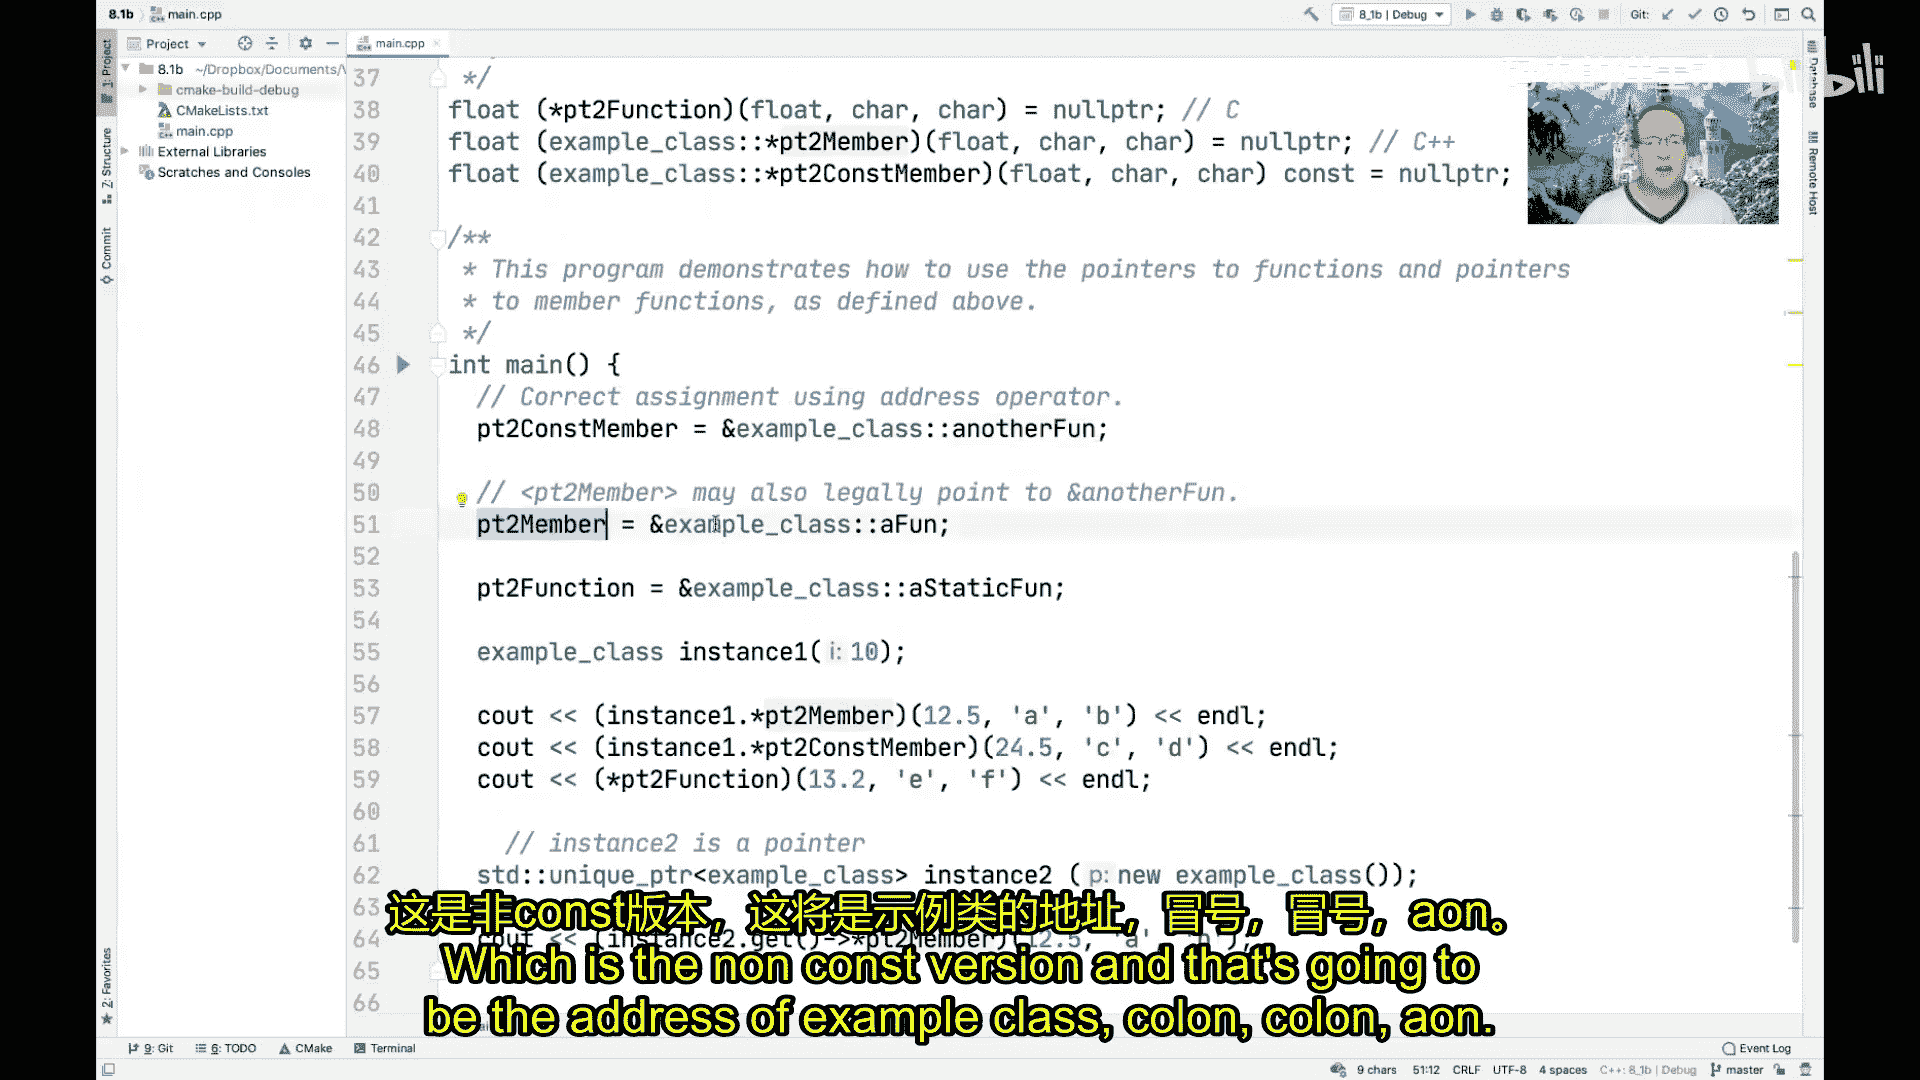 8.1b main.cpp
8_1b | Debug
Git:
Project
main.cpp
1: Project
Z: Structure
Commit
2: Favorites
8.1b ~/Dropbox/Documents/
cmake-build-debug
CMakeLists.txt
main.cpp
External Libraries
Scratches and Consoles
37 */
38 float (*pt2Function)(float, char, char) = nullptr; // C
39 float (example_class::*pt2Member)(float, char, char) = nullptr; // C++
40 float (example_class::*pt2ConstMember)(float, char, char) const = nullptr;
41
42 /**
43 * This program demonstrates how to use the pointers to functions and pointers
44 * to member functions, as defined above.
45 */
46 int main() {
47 // Correct assignment using address operator.
48 pt2ConstMember = &example_class::anotherFun;
49
50 // <pt2Member> may also legally point to &anotherFun.
51 pt2Member = &example_class::aFun;
52
53 pt2Function = &example_class::aStaticFun;
54
55 example_class instance1( i: 10);
56
57 cout << (instance1.*pt2Member)(12.5, 'a', 'b') << endl;
58 cout << (instance1.*pt2ConstMember)(24.5, 'c', 'd') << endl;
59 cout << (*pt2Function)(13.2, 'e', 'f') << endl;
60
61 // instance2 is a pointer
62 std::unique_ptr<example_class> instance2 ( p: new example_class());
63
64 cout << (instance2.get()->*pt2Member)(12.5, 'a', 'b');
65
66
Database
Remote Host
bilibili
这是非const版本，这将是示例类的地址，冒号，冒号，aon。
Which is the non const version and that's going to
be the address of example class, colon, colon, aon.
9: Git 6: TODO CMake Terminal
Event Log
9 chars 51:12 CRLF UTF-8 4 spaces C++: 8_1b | Debug master